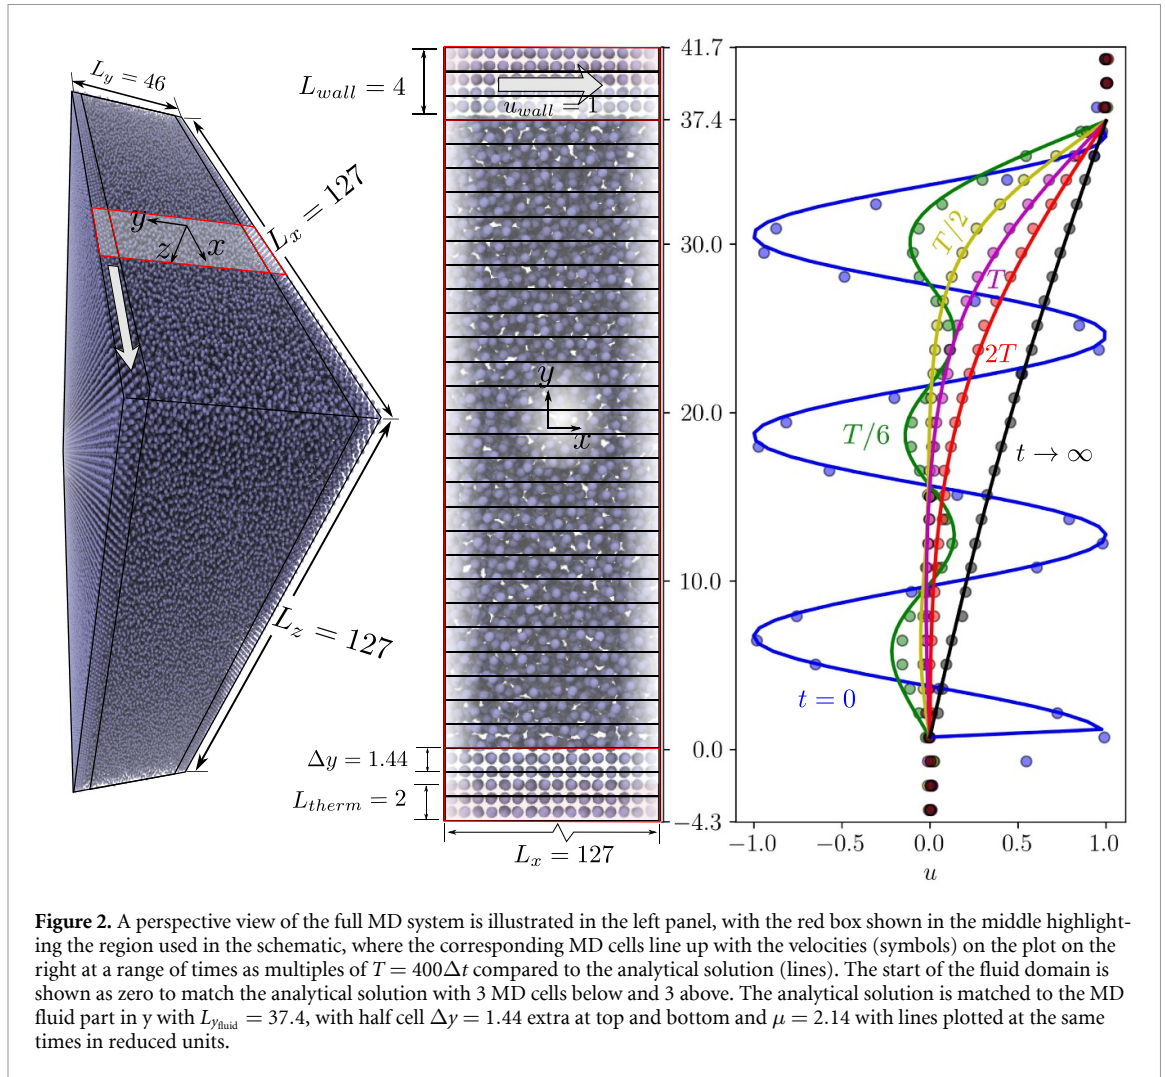 L_y = 46
L_x = 127
y
z
x
L_z = 127
L_wall = 4
u_wall = 1
y
x
Δy = 1.44
L_therm = 2
L_x = 127
41.7
37.4
30.0
20.0
10.0
0.0
−4.3
T/2
T
2T
T/6
t → ∞
t = 0
−1.0 −0.5 0.0 0.5 1.0
u
Figure 2. A perspective view of the full MD system is illustrated in the left panel, with the red box shown in the middle highlight-
ing the region used in the schematic, where the corresponding MD cells line up with the velocities (symbols) on the plot on the
right at a range of times as multiples of T = 400Δt compared to the analytical solution (lines). The start of the fluid domain is
shown as zero to match the analytical solution with 3 MD cells below and 3 above. The analytical solution is matched to the MD
fluid part in y with L_{y_fluid} = 37.4, with half cell Δy = 1.44 extra at top and bottom and μ = 2.14 with lines plotted at the same
times in reduced units.